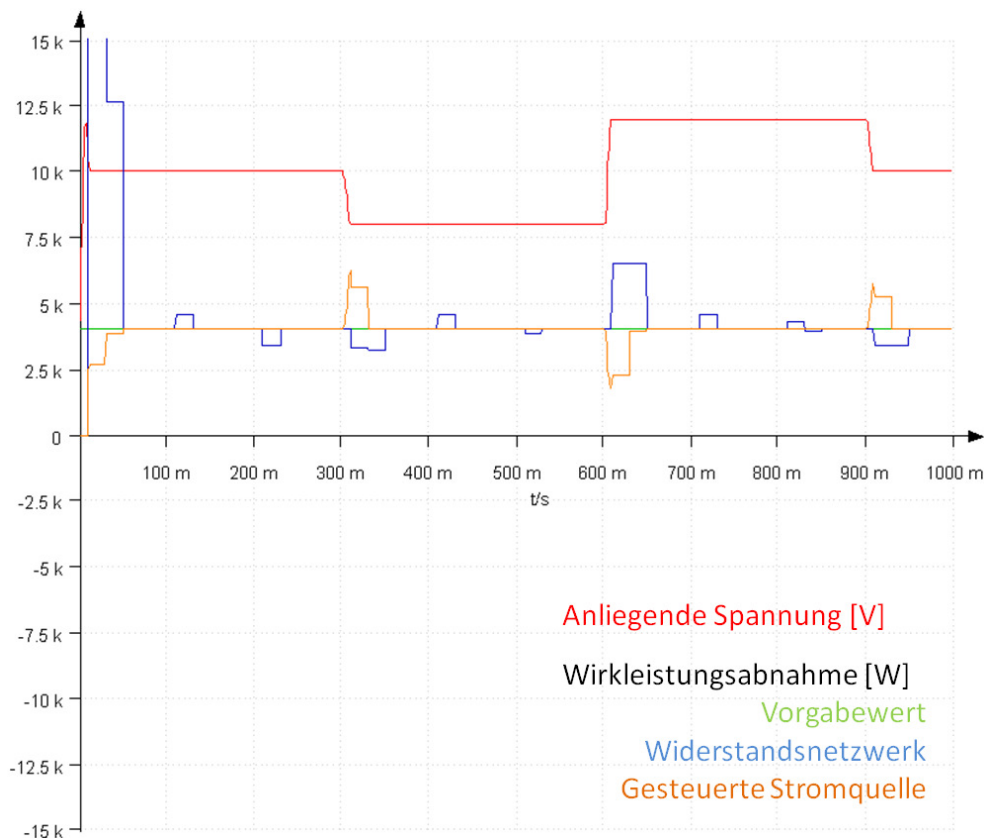 15 k
12.5 k
10 k
7.5 k
5 k
2.5 k
0
100 m 200 m 300 m 400 m 500 m 600 m 700 m 800 m 900 m 1000 m
t/s
-2.5 k
-5 k
-7.5 k
-10 k
-12.5 k
-15 k
Anliegende Spannung [V]
Wirkleistungsabnahme [W]
Vorgabewert
Widerstandsnetzwerk
Gesteuerte Stromquelle